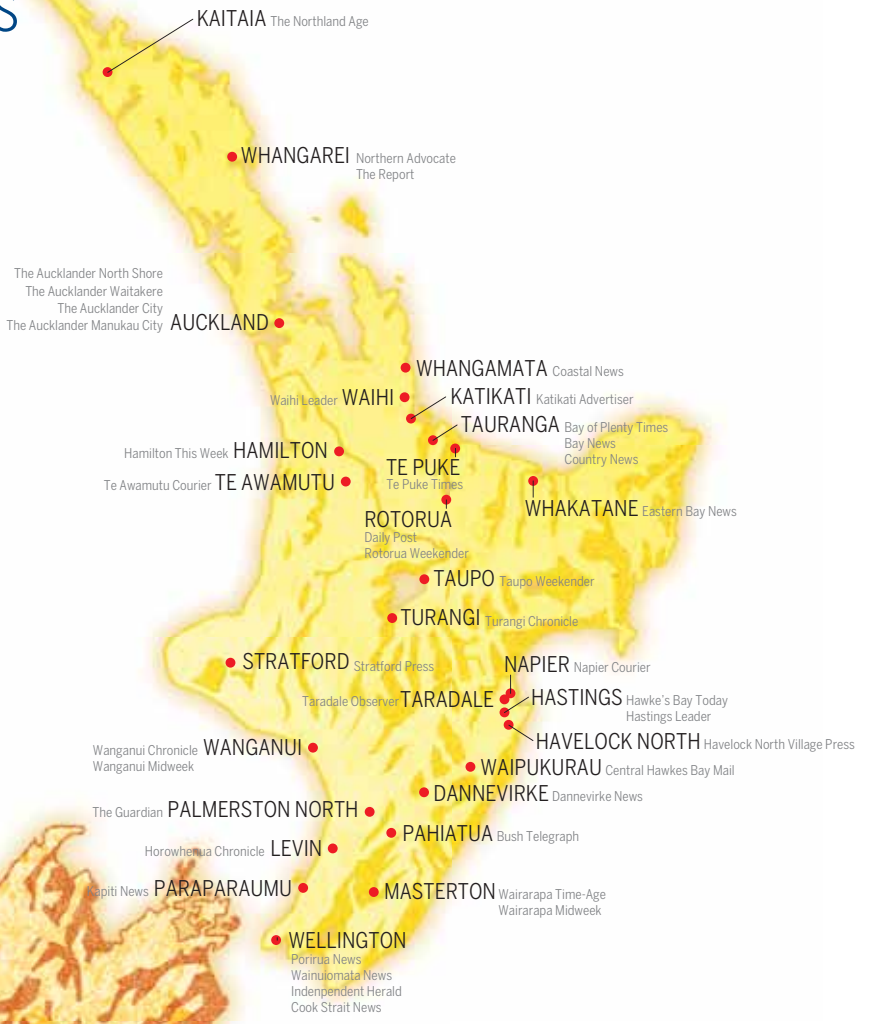 S
KAITAIA The Northland Age
WHANGAREI Northern Advocate
The Report
The Aucklander North Shore
The Aucklander Waitakere
The Aucklander City
The Aucklander Manukau City AUCKLAND
WHANGAMATA Coastal News
Waihi Leader WAIHI
KATIKATI Katikati Advertiser
TAURANGA Bay of Plenty Times
Bay News
Country News
Hamilton This Week HAMILTON
TE PUKE
Te Puke Times
Te Awamutu Courier TE AWAMUTU
WHAKATANE Eastern Bay News
ROTORUA
Daily Post
Rotorua Weekender
TAUPO Taupo Weekender
TURANGI Turangi Chronicle
STRATFORD Stratford Press
NAPIER Napier Courier
Taradale Observer TARADALE
HASTINGS Hawke's Bay Today
Hastings Leader
HAVELOCK NORTH Havelock North Village Press
Wanganui Chronicle WANGANUI
Wanganui Midweek
WAIPUKURAU Central Hawkes Bay Mail
DANNEVIRKE Dannevirke News
The Guardian PALMERSTON NORTH
PAHIATUA Bush Telegraph
Horowhenua Chronicle LEVIN
Kapiti News PARAPARAUMU
MASTERTON Wairarapa Time-Age
Wairarapa Midweek
WELLINGTON
Porirua News
Wainuiomata News
Indenpendent Herald
Cook Strait News